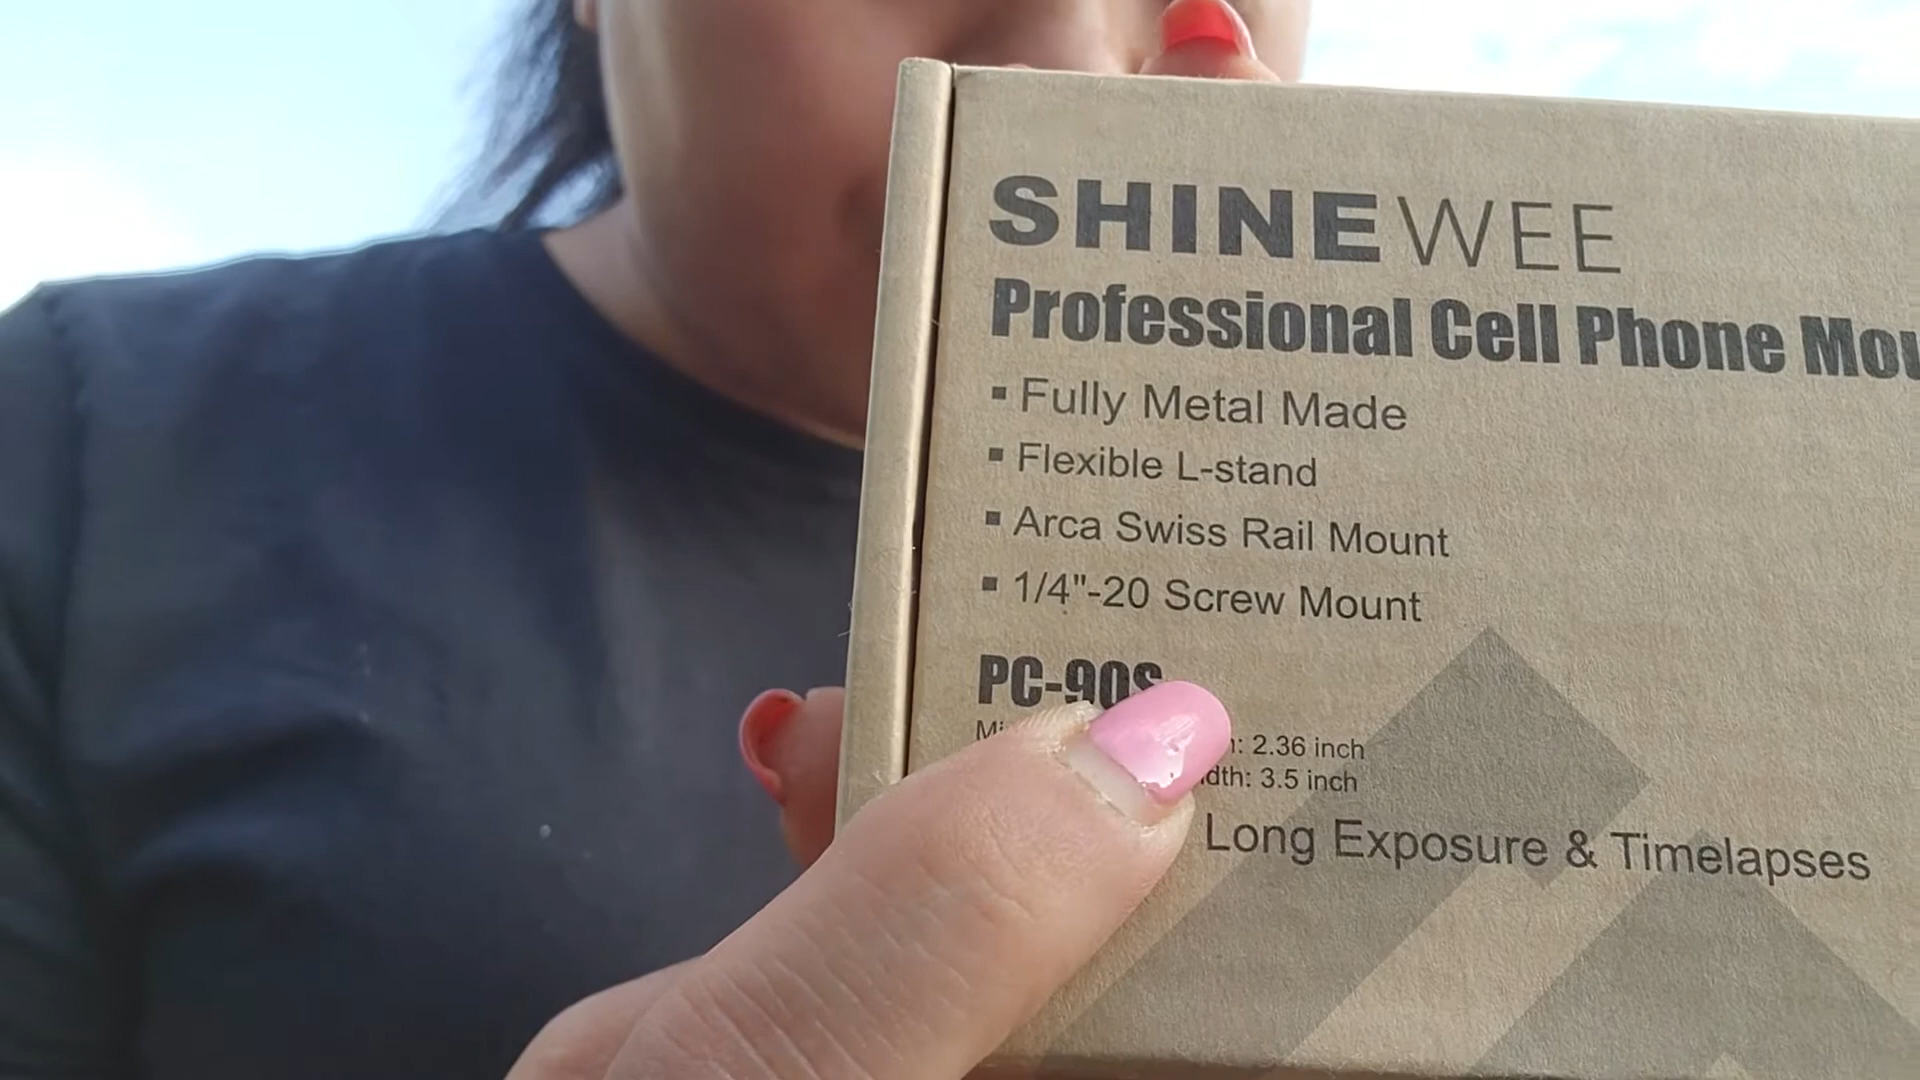 SHINEWEE
Professional Cell Phone
▪ Fully Metal Made
▪ Flexible L-stand
▪ Arca Swiss Rail Mount
▪ 1/4"-20 Screw Mount
PC-90S
2.36 inch
3.5 inch
Long Exposure & Timelapses